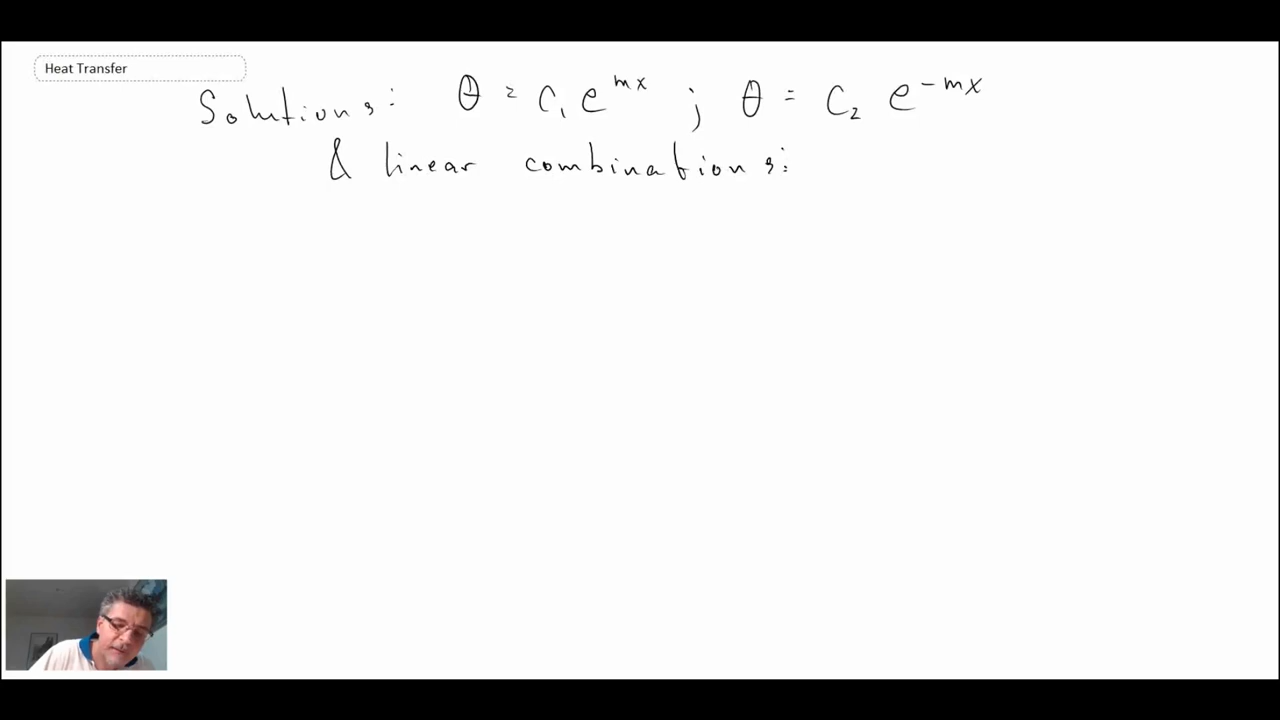 Heat Transfer
Solutions: θ = C₁ e^{mx} ; θ = C₂ e^{-mx}
& linear combinations: